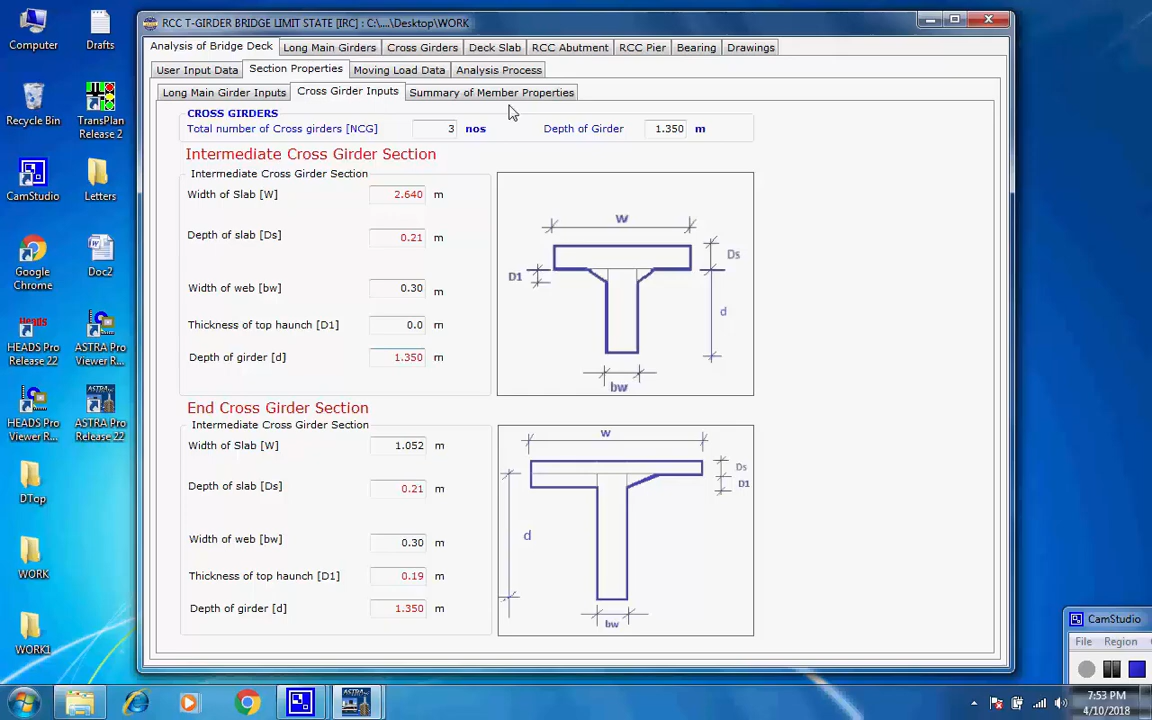 RCC T-GIRDER BRIDGE LIMIT STATE [IRC] : C:\...\Desktop\WORK
Analysis of Bridge Deck
Long Main Girders
Cross Girders
Deck Slab
RCC Abutment
RCC Pier
Bearing
Drawings
User Input Data
Section Properties
Moving Load Data
Analysis Process
Long Main Girder Inputs
Cross Girder Inputs
Summary of Member Properties
CROSS GIRDERS
Total number of Cross girders [NCG] 3 nos Depth of Girder 1.350 m
Intermediate Cross Girder Section
Intermediate Cross Girder Section
Width of Slab [W] 2.640 m
Depth of slab [Ds] 0.21 m
Width of web [bw] 0.30 m
Thickness of top haunch [D1] 0.0 m
Depth of girder [d] 1.350 m
W
Ds
D1
d
bw
End Cross Girder Section
Intermediate Cross Girder Section
Width of Slab [W] 1.052 m
Depth of slab [Ds] 0.21 m
Width of web [bw] 0.30 m
Thickness of top haunch [D1] 0.19 m
Depth of girder [d] 1.350 m
W
Ds
D1
d
bw
Computer
Drafts
Recycle Bin
TransPlan
Release 2
CamStudio
Letters
Google
Chrome
Doc2
Heads
HEADS Pro
Release 22
ASTRA Pro
Viewer R...
HEADS Pro
Viewer R...
ASTRA Pro
Release 22
DTop
WORK
WORK1
CamStudio
File Region
7:53 PM
4/10/2018